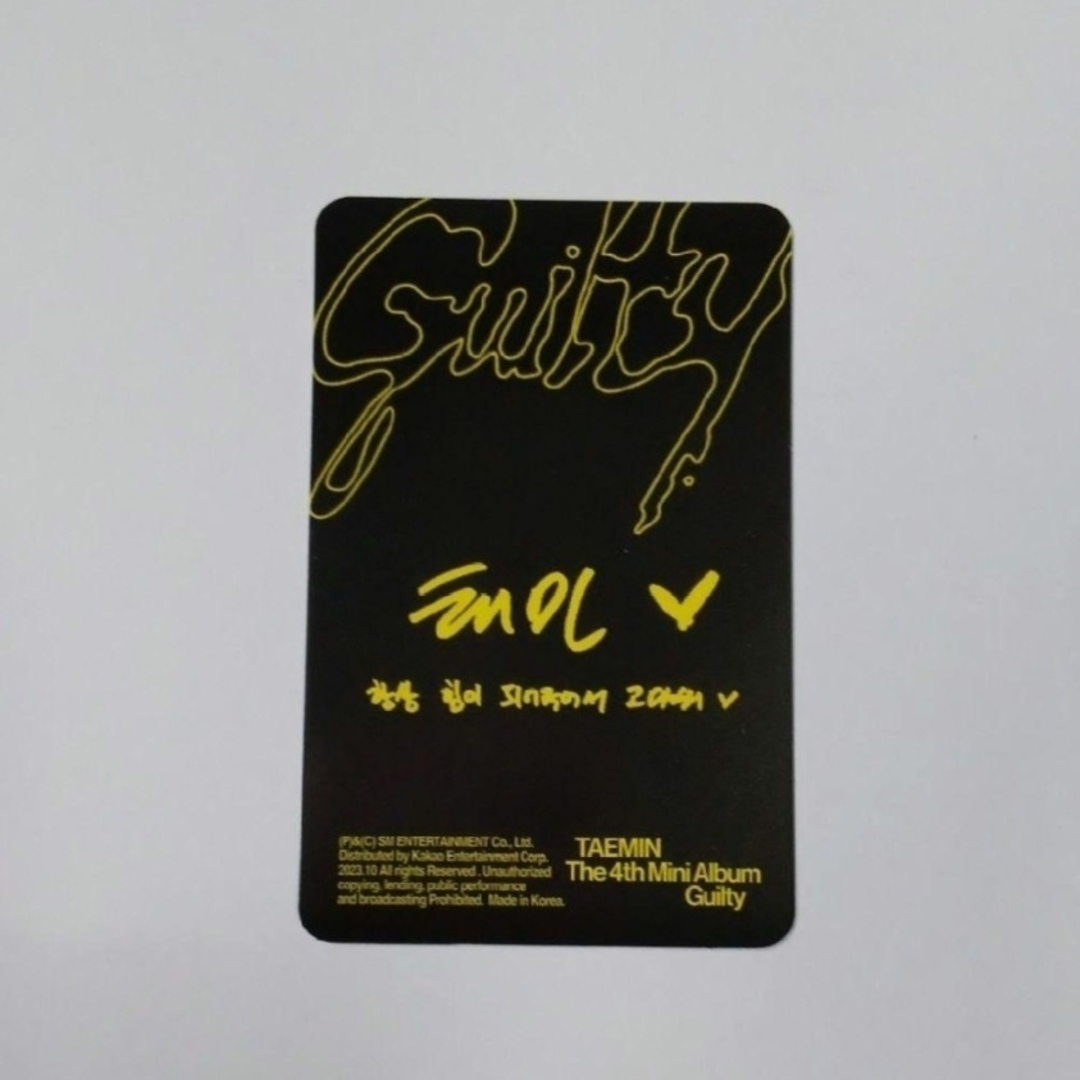 Guilty
태민
항상 힘이 되어주어서 고마워
(P)&(C) SM ENTERTAINMENT Co., Ltd.
Distributed by Kakao Entertainment Corp.
2023.10 All rights Reserved. Unauthorized
copying, lending, public performance
and broadcasting Prohibited. Made in Korea.
TAEMIN
The 4th Mini Album
Guilty